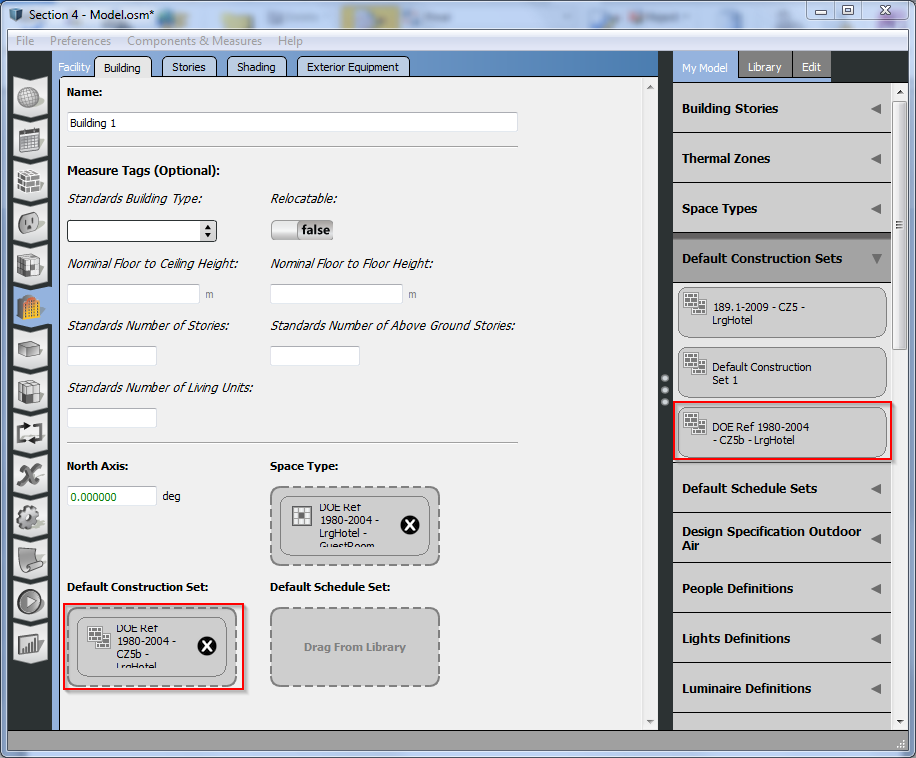 Section 4 - Model.osm*
File Preferences Components & Measures Help
Facility Building Stories Shading Exterior Equipment
Name:
Building 1
Measure Tags (Optional):
Standards Building Type: Relocatable:
false
Nominal Floor to Ceiling Height: Nominal Floor to Floor Height:
m m
Standards Number of Stories: Standards Number of Above Ground Stories:
Standards Number of Living Units:
North Axis: Space Type:
0.000000 deg
DOE Ref
1980-2004 -
LrgHotel -
GuestRoom
Default Construction Set: Default Schedule Set:
DOE Ref
1980-2004 -
CZ5b -
LrgHotel
Drag From Library
My Model Library Edit
Building Stories
Thermal Zones
Space Types
Default Construction Sets
189.1-2009 - CZ5 -
LrgHotel
Default Construction
Set 1
DOE Ref 1980-2004
- CZ5b - LrgHotel
Default Schedule Sets
Design Specification Outdoor
Air
People Definitions
Lights Definitions
Luminaire Definitions